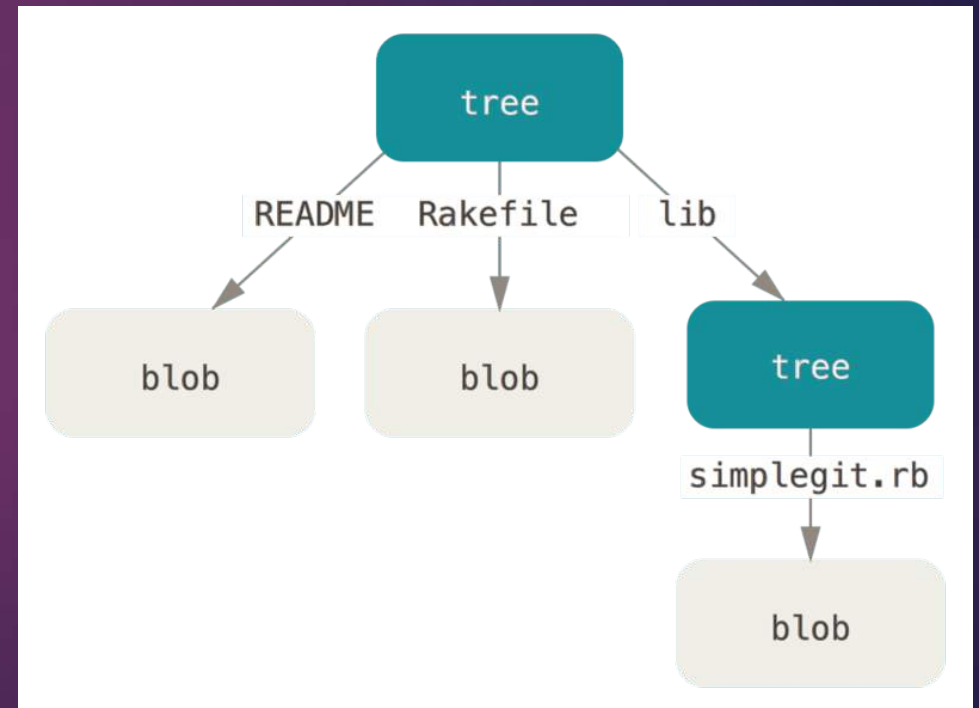 tree
README Rakefile lib
blob blob tree
simplegit.rb
blob